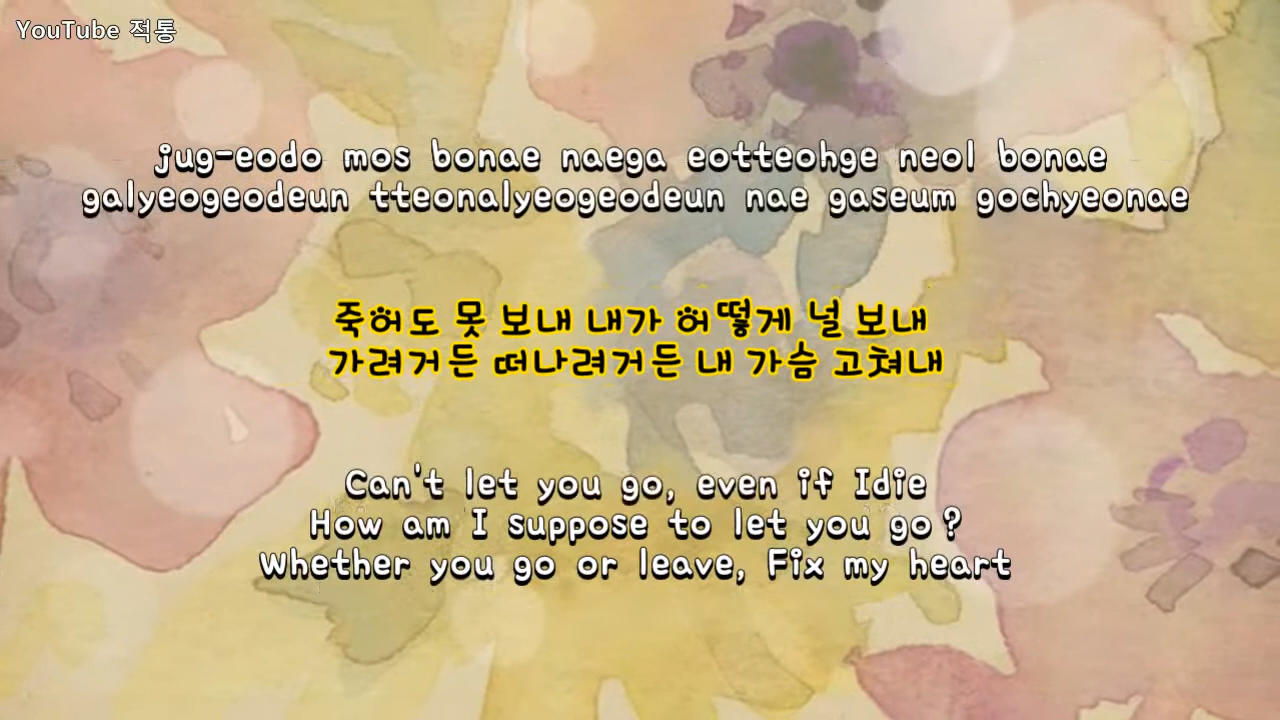 YouTube 적통
jug-eodo mos bonae naega eotteohge neol bonae
galyeogeodeun tteonalyeogeodeun nae gaseum gochyeonae
죽어도 못 보내 내가 어떻게 널 보내
가려거든 떠나려거든 내 가슴 고쳐내
Can't let you go, even if Idie
How am I suppose to let you go?
Whether you go or leave, Fix my heart